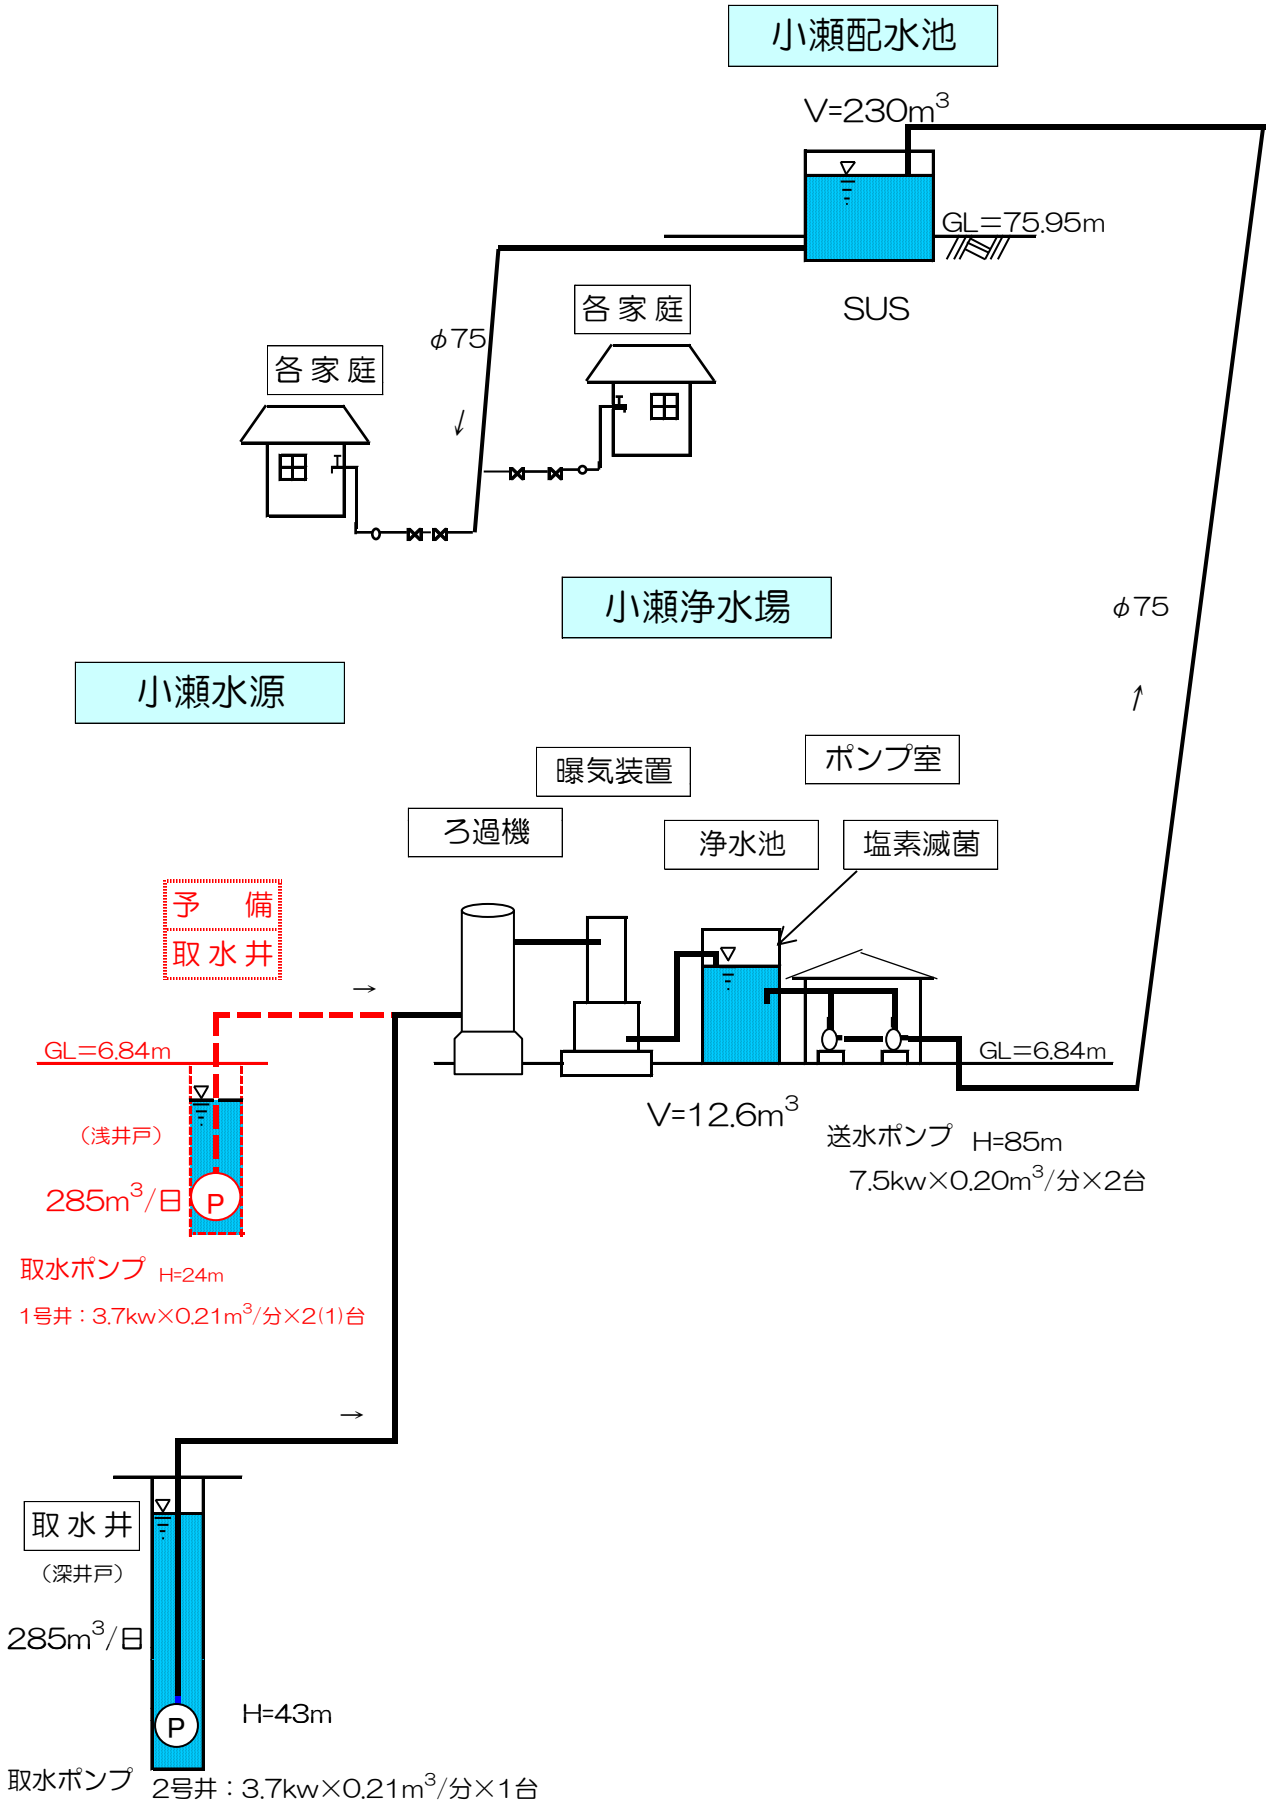 小瀬配水池
V=230m³
GL=75.95m
SUS
各家庭
φ75
各家庭
小瀬浄水場
φ75
小瀬水源
ポンプ室
曝気装置
ろ過機
浄水池
塩素滅菌
予　備
取水井
→
GL=6.84m
GL=6.84m
V=12.6m³
（浅井戸）
送水ポンプ H=85m
7.5kw×0.20m³/分×2台
285m³/日
P
取水ポンプ H=24m
1号井：3.7kw×0.21m³/分×2(1)台
→
取水井
（深井戸）
285m³/日
H=43m
P
取水ポンプ 2号井：3.7kw×0.21m³/分×1台